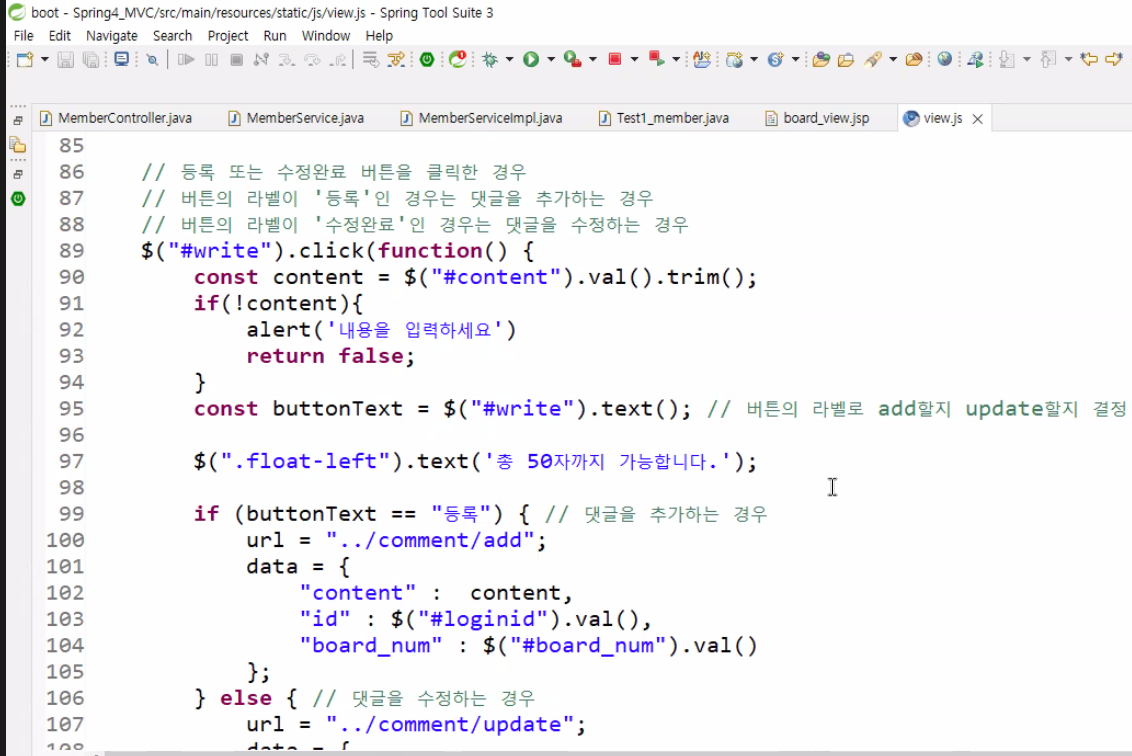 boot - Spring4_MVC/src/main/resources/static/js/view.js - Spring Tool Suite 3
File Edit Navigate Search Project Run Window Help
MemberController.java MemberService.java MemberServiceImpl.java Test1_member.java board_view.jsp view.js
85
86 // 등록 또는 수정완료 버튼을 클릭한 경우
87 // 버튼의 라벨이 '등록'인 경우는 댓글을 추가하는 경우
88 // 버튼의 라벨이 '수정완료'인 경우는 댓글을 수정하는 경우
89 $("#write").click(function() {
90 const content = $("#content").val().trim();
91 if(!content){
92 alert('내용을 입력하세요')
93 return false;
94 }
95 const buttonText = $("#write").text(); // 버튼의 라벨로 add할지 update할지 결정
96
97 $(".float-left").text('총 50자까지 가능합니다.');
98
99 if (buttonText == "등록") { // 댓글을 추가하는 경우
100 url = "../comment/add";
101 data = {
102 "content" :  content,
103 "id" : $("#loginid").val(),
104 "board_num" : $("#board_num").val()
105 };
106 } else { // 댓글을 수정하는 경우
107 url = "../comment/update";
108 data = {